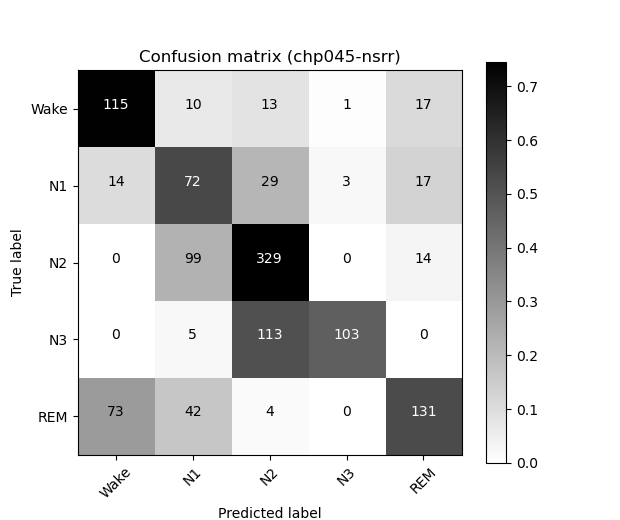 Confusion matrix (chp045-nsrr)
Wake 115 10 13 1 17
N1 14 72 29 3 17
N2 0 99 329 0 14
N3 0 5 113 103 0
REM 73 42 4 0 131
Wake N1 N2 N3 REM
True label
Predicted label
0.7
0.6
0.5
0.4
0.3
0.2
0.1
0.0